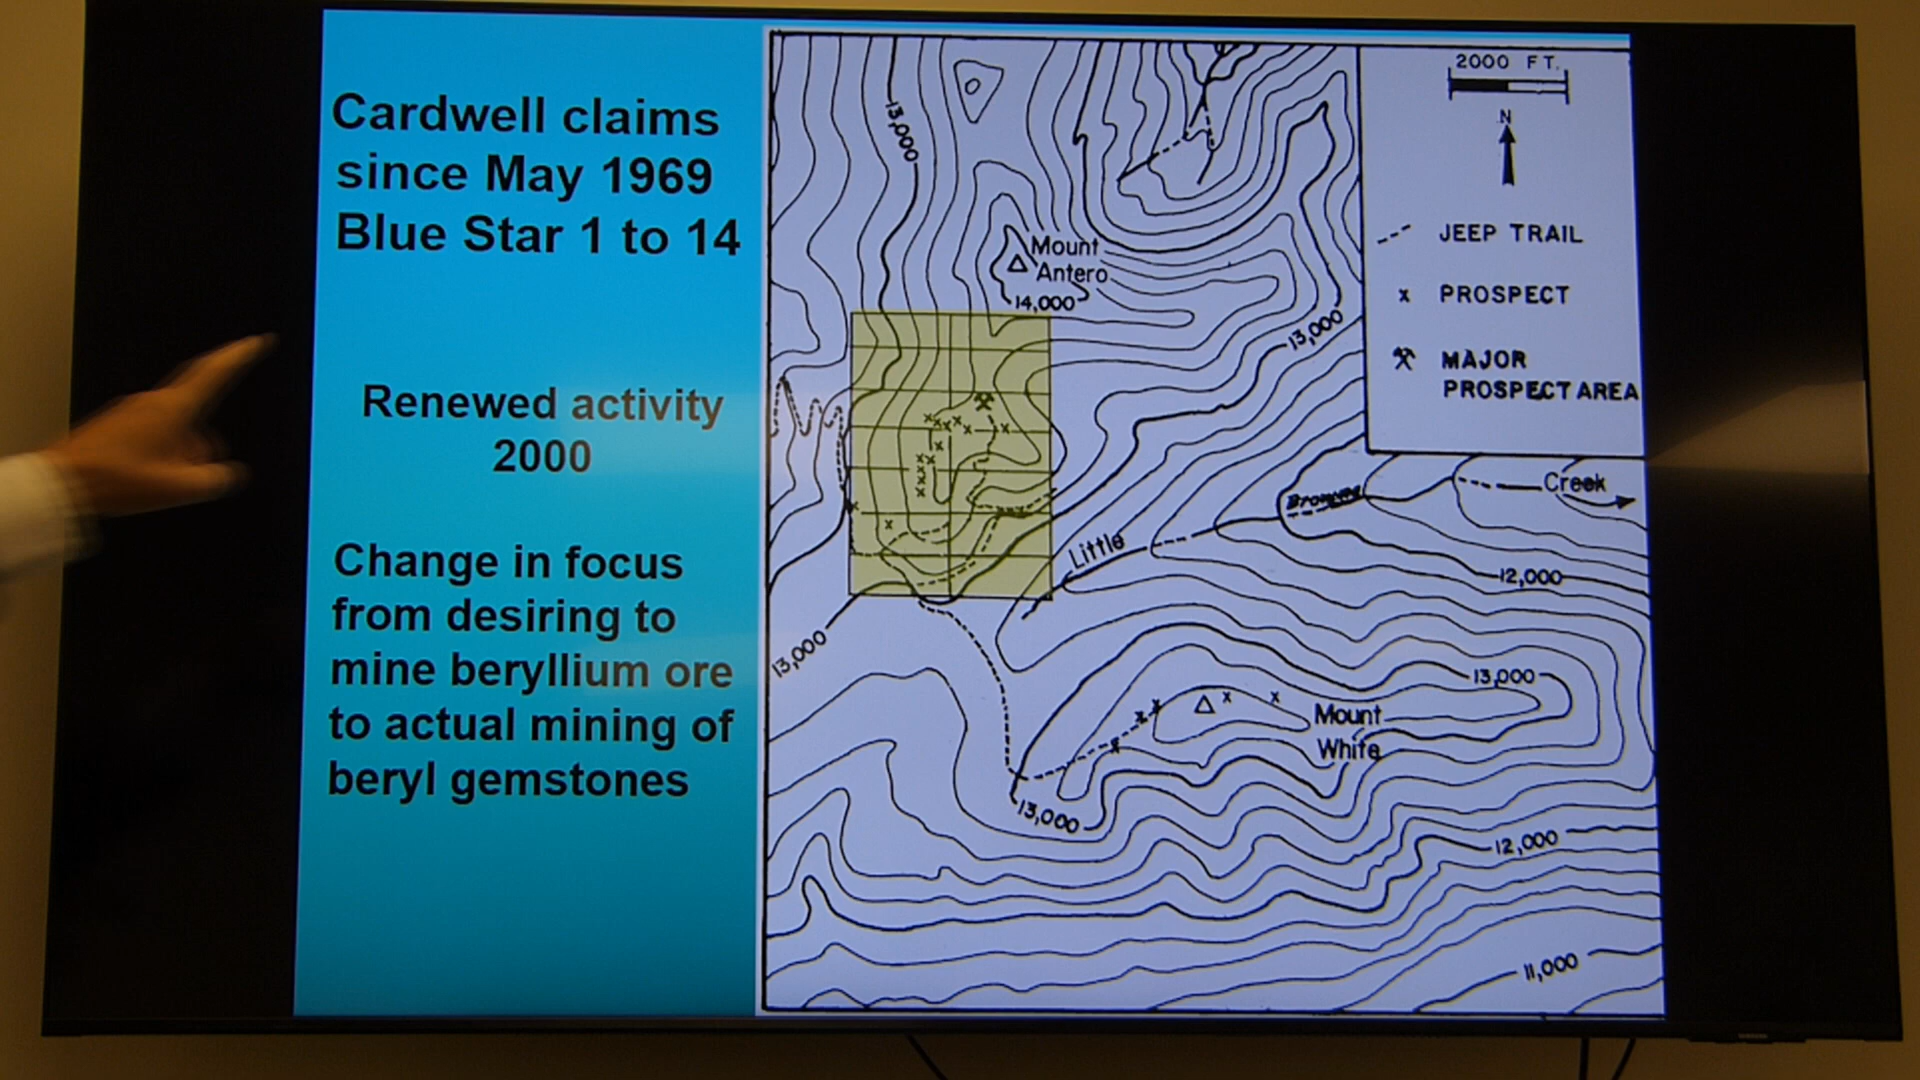 Cardwell claims
since May 1969
Blue Star 1 to 14
Renewed activity
2000
Change in focus
from desiring to
mine beryllium ore
to actual mining of
beryl gemstones
2000 FT.
N
JEEP TRAIL
x PROSPECT
MAJOR
PROSPECT AREA
13,000
Mount
Antero
14,000
13,000
Browns
Creek
Little
12,000
13,000
13,000
Mount
White
13,000
12,000
11,000